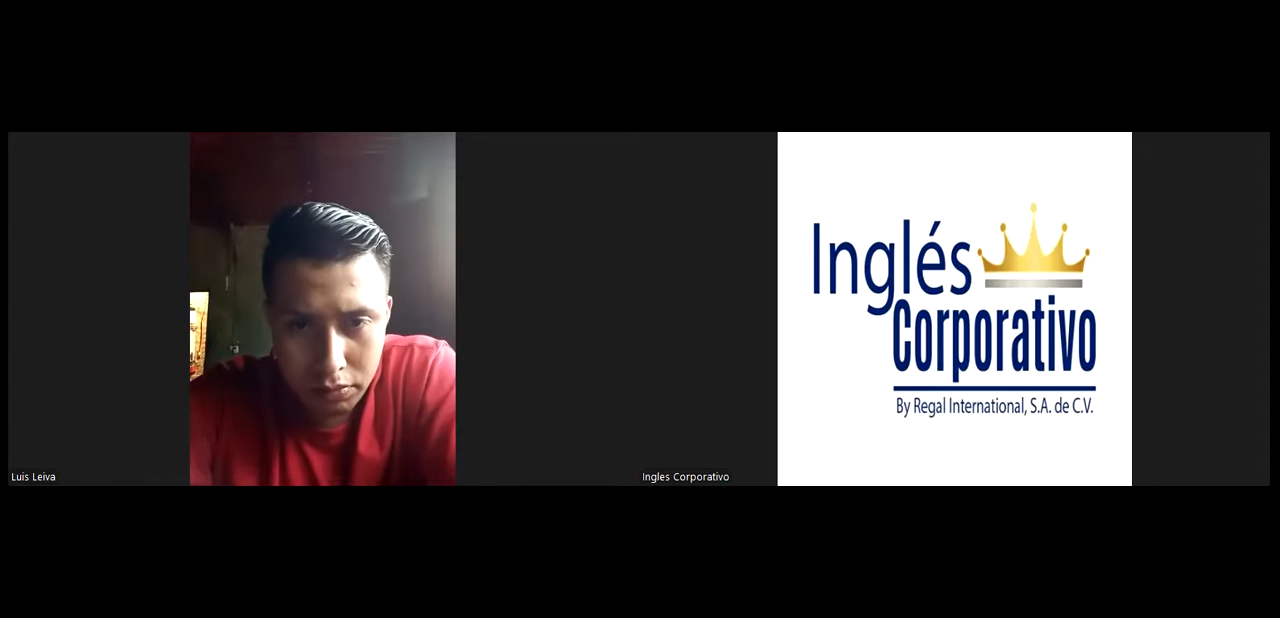 Inglés
Corporativo
By Regal International, S.A. de C.V.
Luis Leiva
Ingles Corporativo